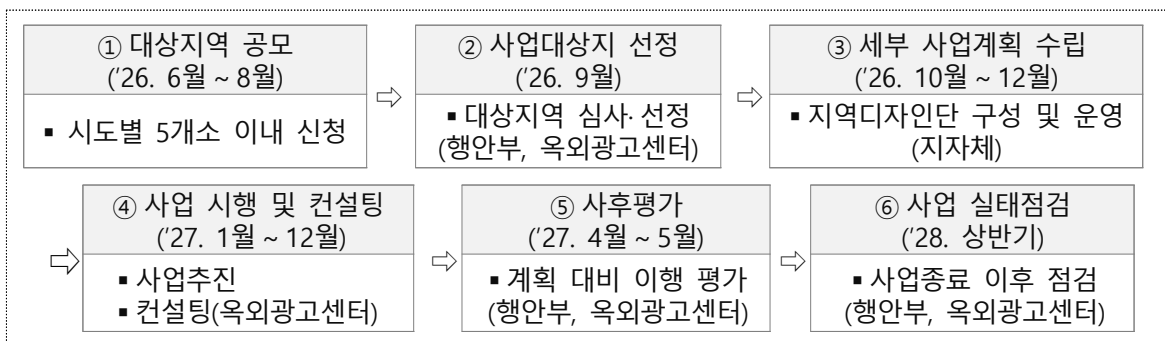 ① 대상지역 공모
(′26. 6월 ~ 8월)
▪ 시도별 5개소 이내 신청
② 사업대상지 선정
(′26. 9월)
▪ 대상지역 심사·선정
(행안부, 옥외광고센터)
③ 세부 사업계획 수립
(′26. 10월 ~ 12월)
▪ 지역디자인단 구성 및 운영
(지자체)
④ 사업 시행 및 컨설팅
(′27. 1월 ~ 12월)
▪ 사업추진
▪ 컨설팅(옥외광고센터)
⑤ 사후평가
(′27. 4월 ~ 5월)
▪ 계획 대비 이행 평가
(행안부, 옥외광고센터)
⑥ 사업 실태점검
(′28. 상반기)
▪ 사업종료 이후 점검
(행안부, 옥외광고센터)